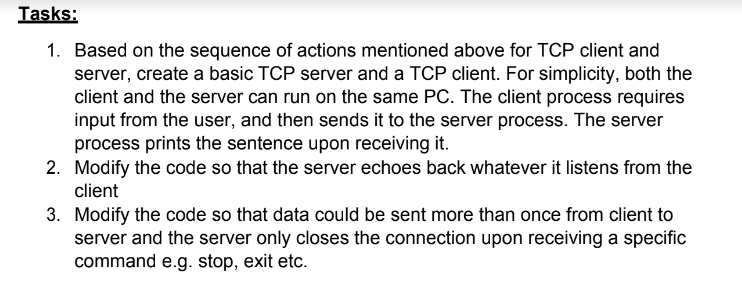 Tasks:
1. Based on the sequence of actions mentioned above for TCP client and
server, create a basic TCP server and a TCP client. For simplicity, both the
client and the server can run on the same PC. The client process requires
input from the user, and then sends it to the server process. The server
process prints the sentence upon receiving it.
2. Modify the code so that the server echoes back whatever it listens from the
client
3. Modify the code so that data could be sent more than once from client to
server and the server only closes the connection upon receiving a specific
command e.g. stop, exit etc.